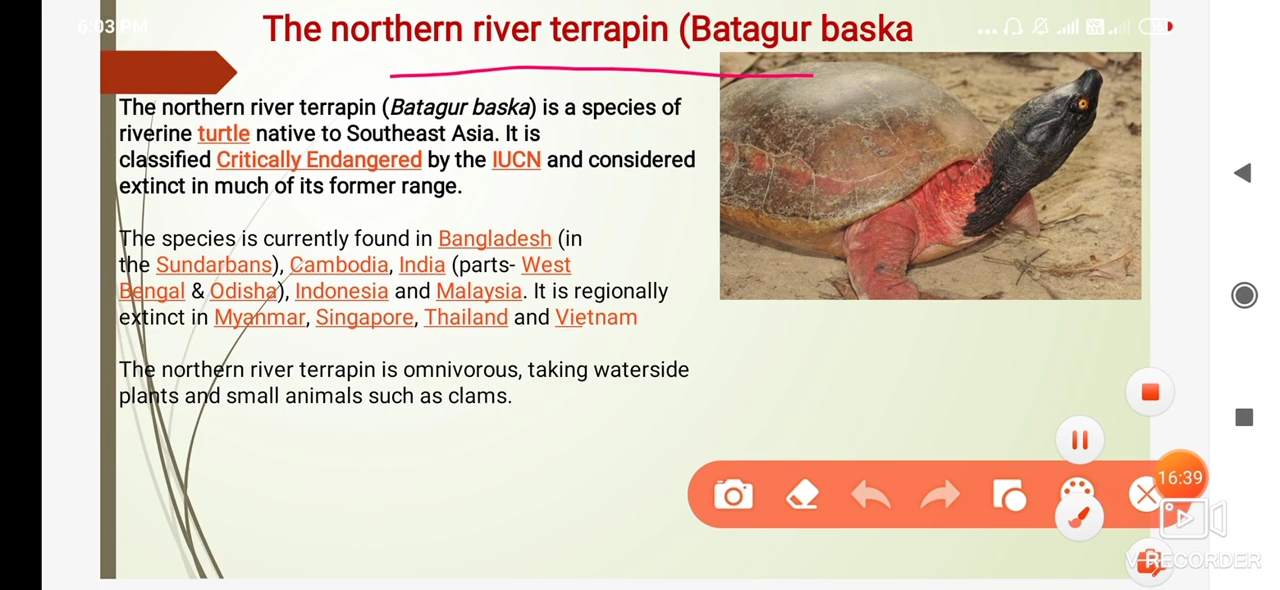 6:03 PM
The northern river terrapin (Batagur baska
The northern river terrapin (Batagur baska) is a species of
riverine turtle native to Southeast Asia. It is
classified Critically Endangered by the IUCN and considered
extinct in much of its former range.
The species is currently found in Bangladesh (in
the Sundarbans), Cambodia, India (parts- West
Bengal & Odisha), Indonesia and Malaysia. It is regionally
extinct in Myanmar, Singapore, Thailand and Vietnam
The northern river terrapin is omnivorous, taking waterside
plants and small animals such as clams.
16:39
V RECORDER